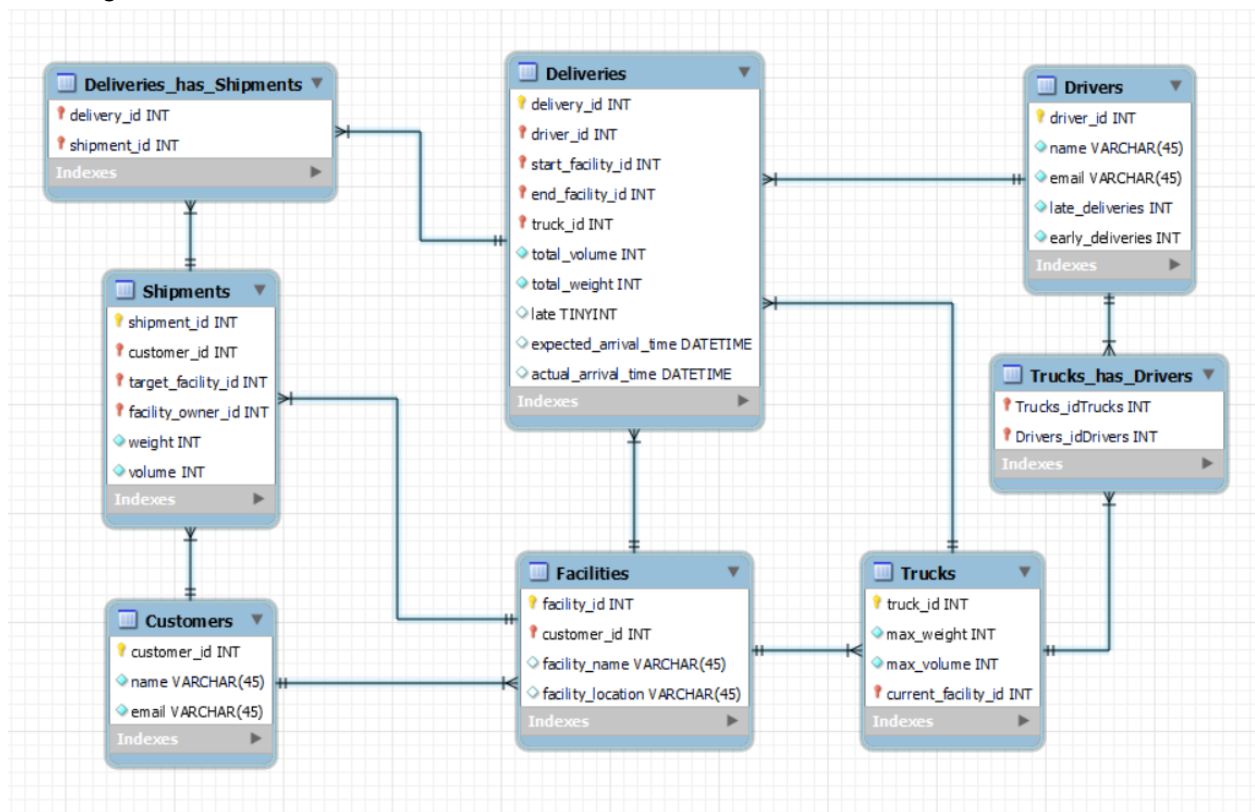 Deliveries_has_Shipments
delivery_id INT
shipment_id INT
Indexes
Deliveries
delivery_id INT
driver_id INT
start_facility_id INT
end_facility_id INT
truck_id INT
total_volume INT
total_weight INT
late TINYINT
expected_arrival_time DATETIME
actual_arrival_time DATETIME
Indexes
Drivers
driver_id INT
name VARCHAR(45)
email VARCHAR(45)
late_deliveries INT
early_deliveries INT
Indexes
Shipments
shipment_id INT
customer_id INT
target_facility_id INT
facility_owner_id INT
weight INT
volume INT
Indexes
Trucks_has_Drivers
Trucks_idTrucks INT
Drivers_idDrivers INT
Indexes
Customers
customer_id INT
name VARCHAR(45)
email VARCHAR(45)
Indexes
Facilities
facility_id INT
customer_id INT
facility_name VARCHAR(45)
facility_location VARCHAR(45)
Indexes
Trucks
truck_id INT
max_weight INT
max_volume INT
current_facility_id INT
Indexes